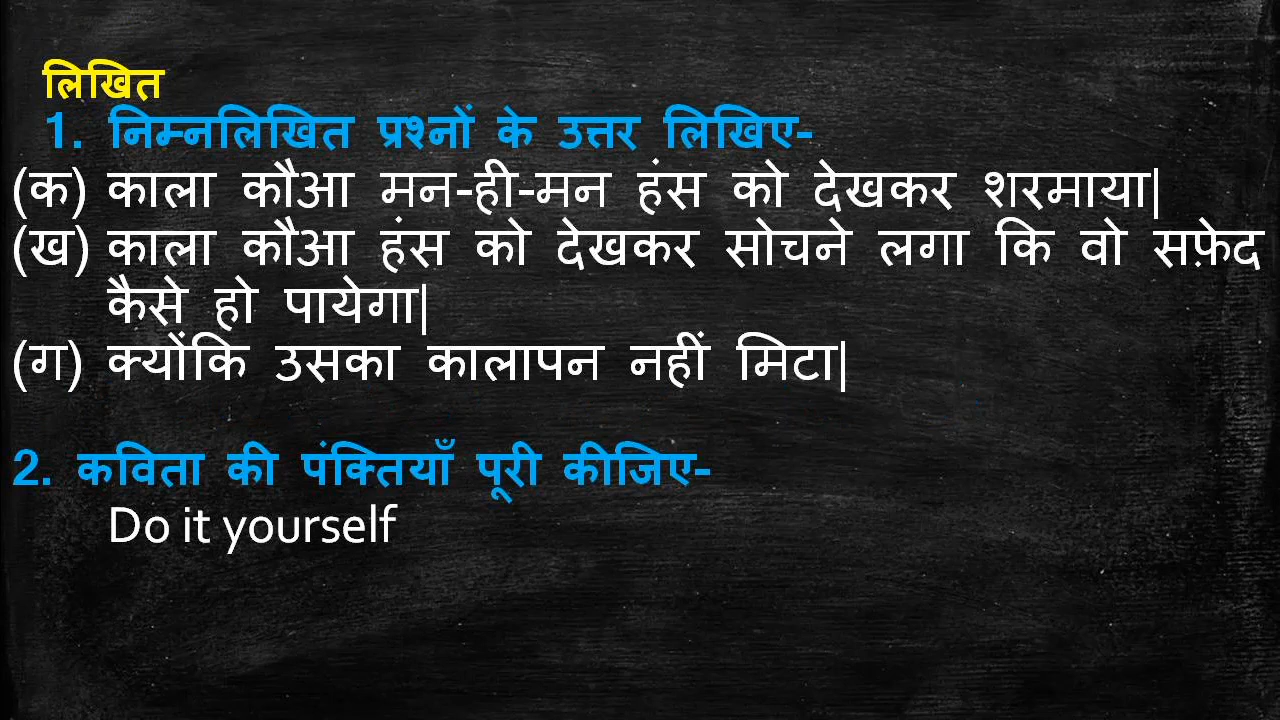 लिखित
1. निम्नलिखित प्रश्नों के उत्तर लिखिए-
(क) काला कौआ मन-ही-मन हंस को देखकर शरमाया|
(ख) काला कौआ हंस को देखकर सोचने लगा कि वो सफ़ेद
कैसे हो पायेगा|
(ग) क्योंकि उसका कालापन नहीं मिटा|
2. कविता की पंक्तियाँ पूरी कीजिए-
Do it yourself